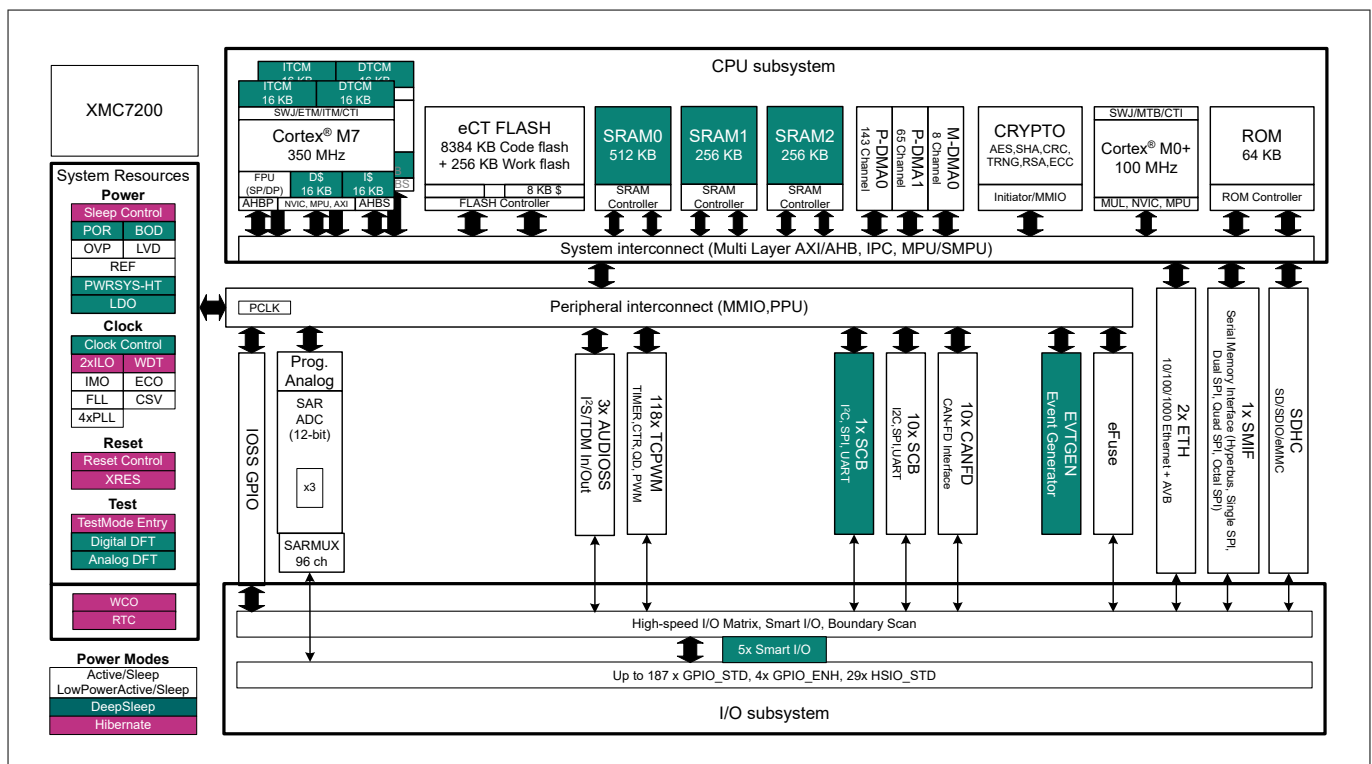 CPU subsystem
XMC7200
ITCM
16 KB
DTCM
16 KB
ITCM
16 KB
DTCM
16 KB
SWJ/ETM/ITM/CTI
Cortex® M7
350 MHz
FPU
(SP/DP)
D$
16 KB
I$
16 KB
AHBP
NVIC, MPU, AXI
AHBS
eCT FLASH
8384 KB Code flash
+ 256 KB Work flash
8 KB $
FLASH Controller
SRAM0
512 KB
SRAM
Controller
SRAM1
256 KB
SRAM
Controller
SRAM2
256 KB
SRAM
Controller
P-DMA0
143 Channel
P-DMA1
65 Channel
M-DMA0
8 Channel
CRYPTO
AES,SHA,CRC,
TRNG,RSA,ECC
Initiator/MMIO
SWJ/MTB/CTI
Cortex® M0+
100 MHz
MUL, NVIC, MPU
ROM
64 KB
ROM Controller
System interconnect (Multi Layer AXI/AHB, IPC, MPU/SMPU)
System Resources
Power
Sleep Control
POR
BOD
OVP
LVD
REF
PWRSYS-HT
LDO
Clock
Clock Control
2xILO
WDT
IMO
ECO
FLL
CSV
4xPLL
Reset
Reset Control
XRES
Test
TestMode Entry
Digital DFT
Analog DFT
WCO
RTC
Power Modes
Active/Sleep
LowPowerActive/Sleep
DeepSleep
Hibernate
PCLK
Peripheral interconnect (MMIO,PPU)
IOSS GPIO
Prog.
Analog
SAR
ADC
(12-bit)
x3
SARMUX
96 ch
3x AUDIOSS
I²S/TDM In/Out
118x TCPWM
TIMER,CTR,QD, PWM
1x SCB
I²C, SPI, UART
10x SCB
I2C,SPI,UART
10x CANFD
CAN-FD Interface
EVTGEN
Event Generator
eFuse
2x ETH
10/100/1000 Ethernet + AVB
1x SMIF
Serial Memory Interface (Hyperbus, Single SPI,
Dual SPI, Quad SPI, Octal SPI)
SDHC
SD/SDIO/eMMC
High-speed I/O Matrix, Smart I/O, Boundary Scan
5x Smart I/O
Up to 187 x GPIO_STD, 4x GPIO_ENH, 29x HSIO_STD
I/O subsystem